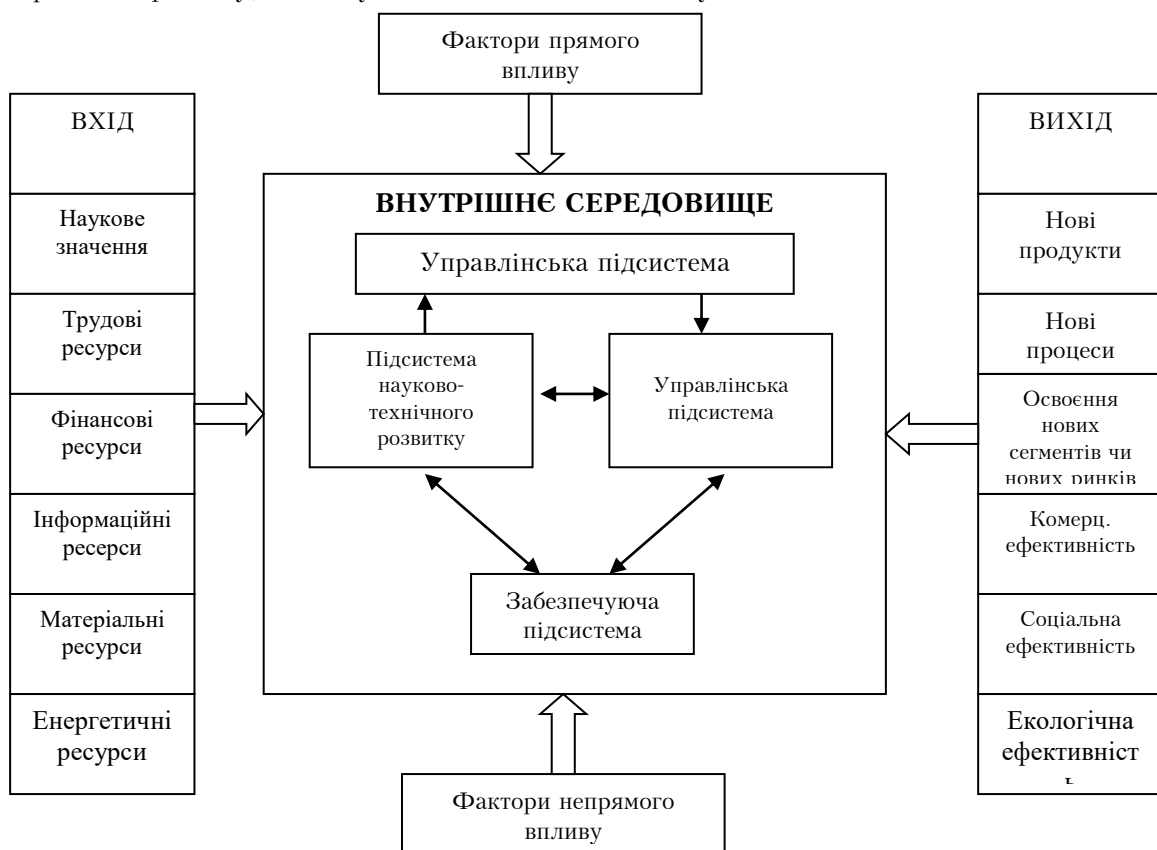 Фактори прямого
впливу
ВХІД
Наукове
значення
Трудові
ресурси
Фінансові
ресурси
Інформаційні
ресерси
Матеріальні
ресурси
Енергетичні
ресурси
ВНУТРІШНЄ СЕРЕДОВИЩЕ
Управлінська підсистема
Підсистема
науково-
технічного
розвитку
Управлінська
підсистема
Забезпечуюча
підсистема
ВИХІД
Нові
продукти
Нові
процеси
Освоєння
нових
сегментів чи
нових ринків
Комерц.
ефективність
Соціальна
ефективність
Екологічна
ефективніст
ь
Фактори непрямого
впливу